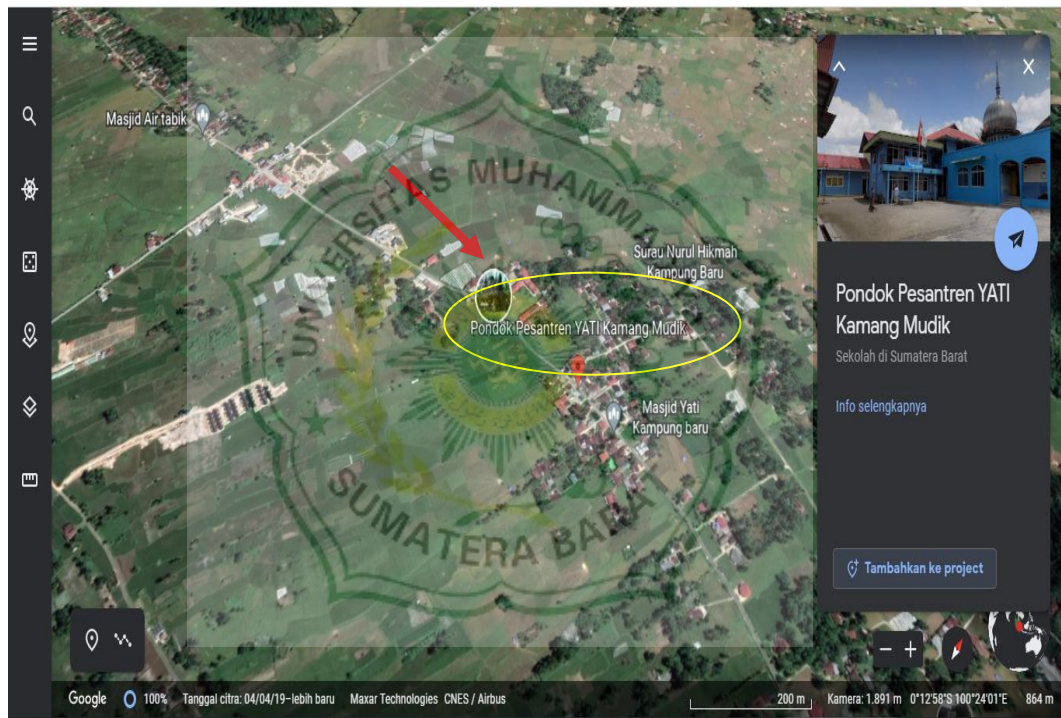 Masjid Air tabik
UNIVERSITAS MUHAMMA
Surau Nurul Hikmah
Kampung Baru
Pondok Pesantren YATI Kamang Mudik
Masjid Yati
Kampung baru
SUMATERA BARAT
Pondok Pesantren YATI
Kamang Mudik
Sekolah di Sumatera Barat
Info selengkapnya
Tambahkan ke project
Google 100% Tanggal citra: 04/04/19–lebih baru Maxar Technologies CNES / Airbus 200 m Kamera: 1.891 m 0°12'58"S 100°24'01"E 864 m